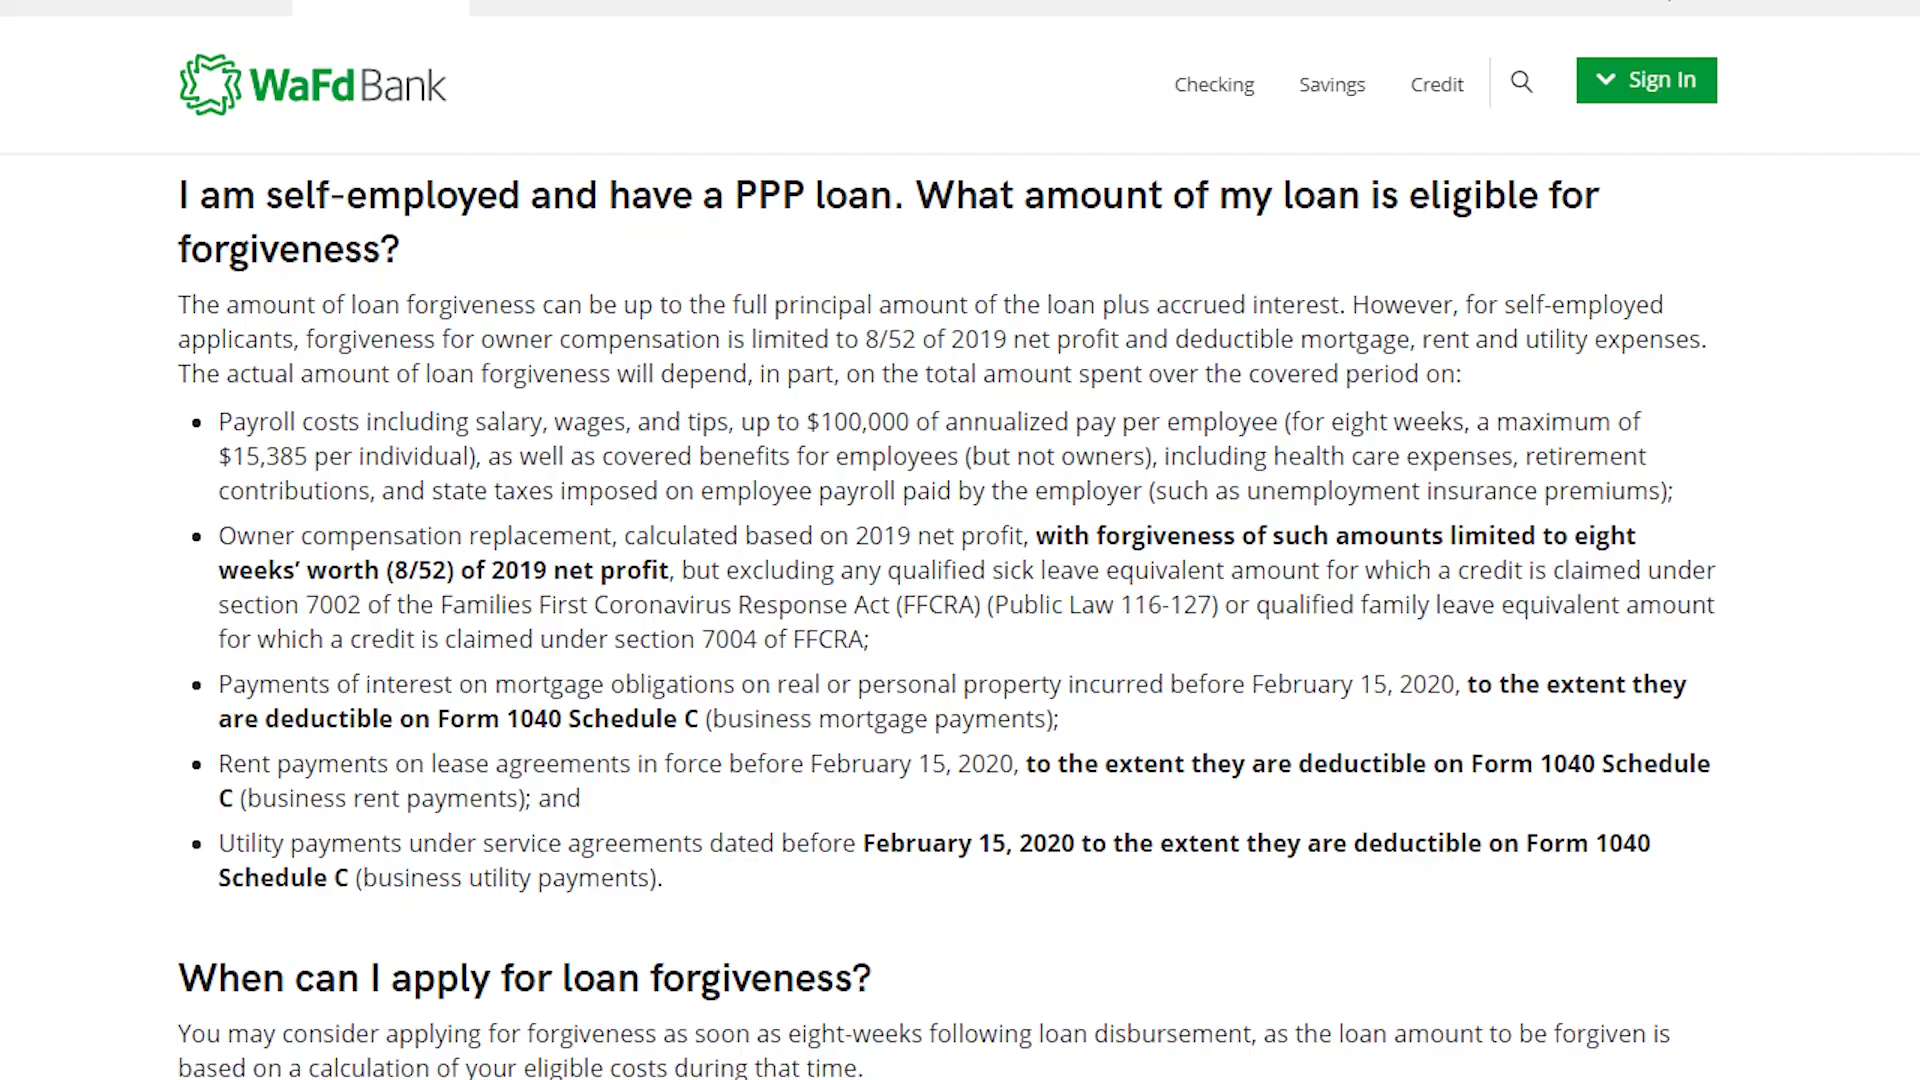 WaFd Bank
Checking Savings Credit Sign In
I am self-employed and have a PPP loan. What amount of my loan is eligible for
forgiveness?
The amount of loan forgiveness can be up to the full principal amount of the loan plus accrued interest. However, for self-employed
applicants, forgiveness for owner compensation is limited to 8/52 of 2019 net profit and deductible mortgage, rent and utility expenses.
The actual amount of loan forgiveness will depend, in part, on the total amount spent over the covered period on:
• Payroll costs including salary, wages, and tips, up to $100,000 of annualized pay per employee (for eight weeks, a maximum of
$15,385 per individual), as well as covered benefits for employees (but not owners), including health care expenses, retirement
contributions, and state taxes imposed on employee payroll paid by the employer (such as unemployment insurance premiums);
• Owner compensation replacement, calculated based on 2019 net profit, with forgiveness of such amounts limited to eight
weeks’ worth (8/52) of 2019 net profit, but excluding any qualified sick leave equivalent amount for which a credit is claimed under
section 7002 of the Families First Coronavirus Response Act (FFCRA) (Public Law 116-127) or qualified family leave equivalent amount
for which a credit is claimed under section 7004 of FFCRA;
• Payments of interest on mortgage obligations on real or personal property incurred before February 15, 2020, to the extent they
are deductible on Form 1040 Schedule C (business mortgage payments);
• Rent payments on lease agreements in force before February 15, 2020, to the extent they are deductible on Form 1040 Schedule
C (business rent payments); and
• Utility payments under service agreements dated before February 15, 2020 to the extent they are deductible on Form 1040
Schedule C (business utility payments).
When can I apply for loan forgiveness?
You may consider applying for forgiveness as soon as eight-weeks following loan disbursement, as the loan amount to be forgiven is
based on a calculation of your eligible costs during that time.